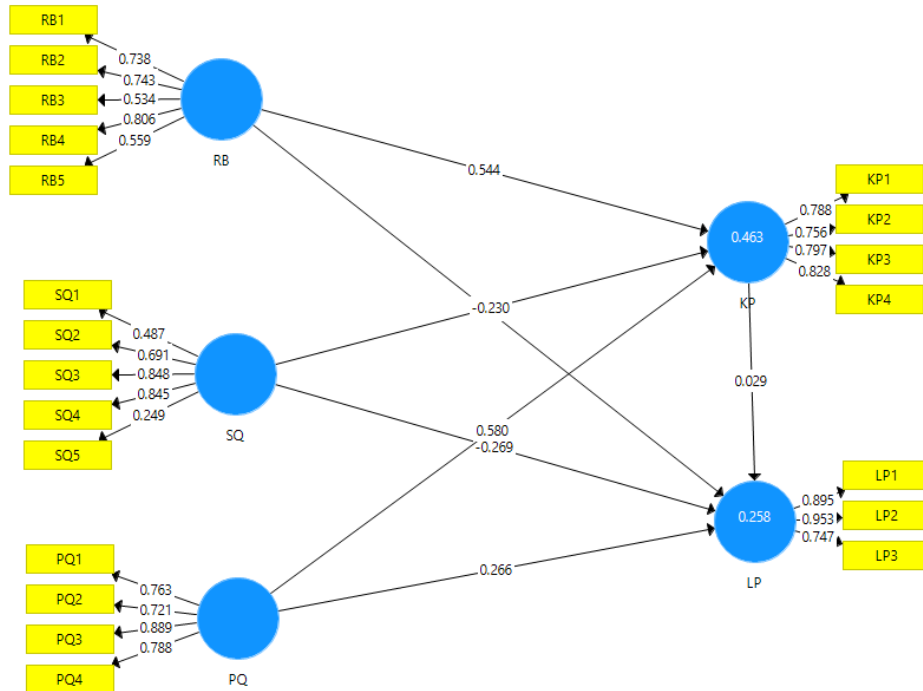 RB1
RB2
RB3
RB4
RB5
0.738
0.743
0.534
0.806
0.559
RB
SQ1
SQ2
SQ3
SQ4
SQ5
0.487
0.691
0.848
0.845
0.249
SQ
PQ1
PQ2
PQ3
PQ4
0.763
0.721
0.889
0.788
PQ
0.544
-0.230
0.580
-0.269
0.266
0.463
KP
0.029
0.258
LP
0.788
0.756
0.797
0.828
KP1
KP2
KP3
KP4
0.895
0.953
0.747
LP1
LP2
LP3